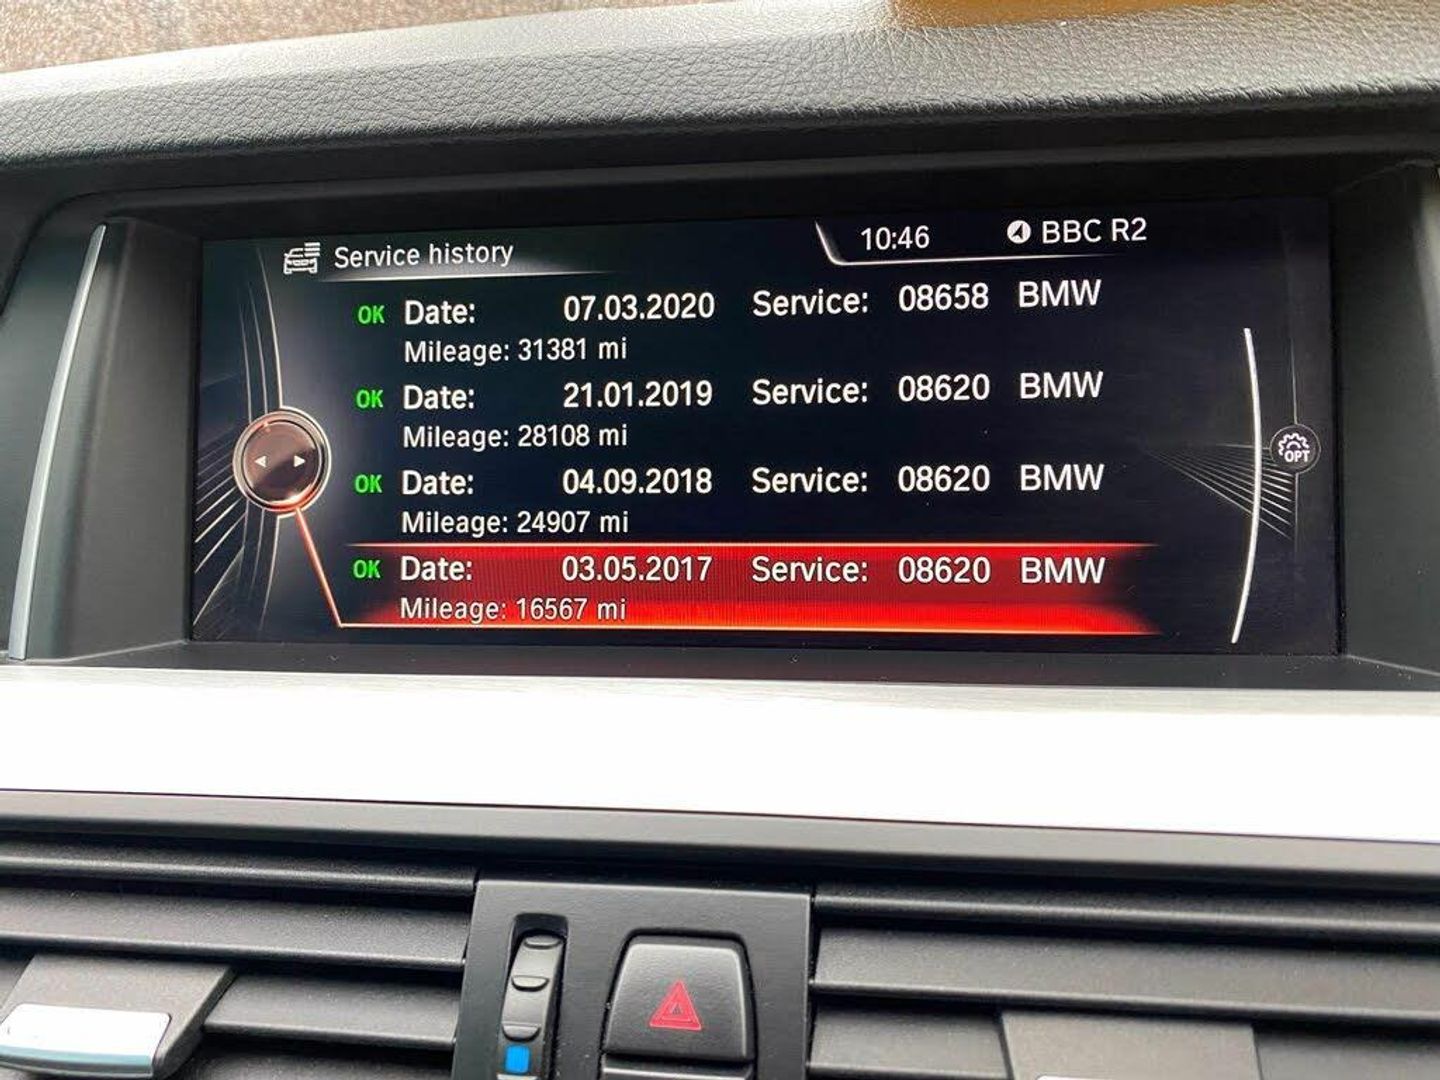 Service history
10:46
BBC R2
OK Date: 07.03.2020 Service: 08658 BMW
Mileage: 31381 mi
OK Date: 21.01.2019 Service: 08620 BMW
Mileage: 28108 mi
OK Date: 04.09.2018 Service: 08620 BMW
Mileage: 24907 mi
OK Date: 03.05.2017 Service: 08620 BMW
Mileage: 16567 mi
OPT